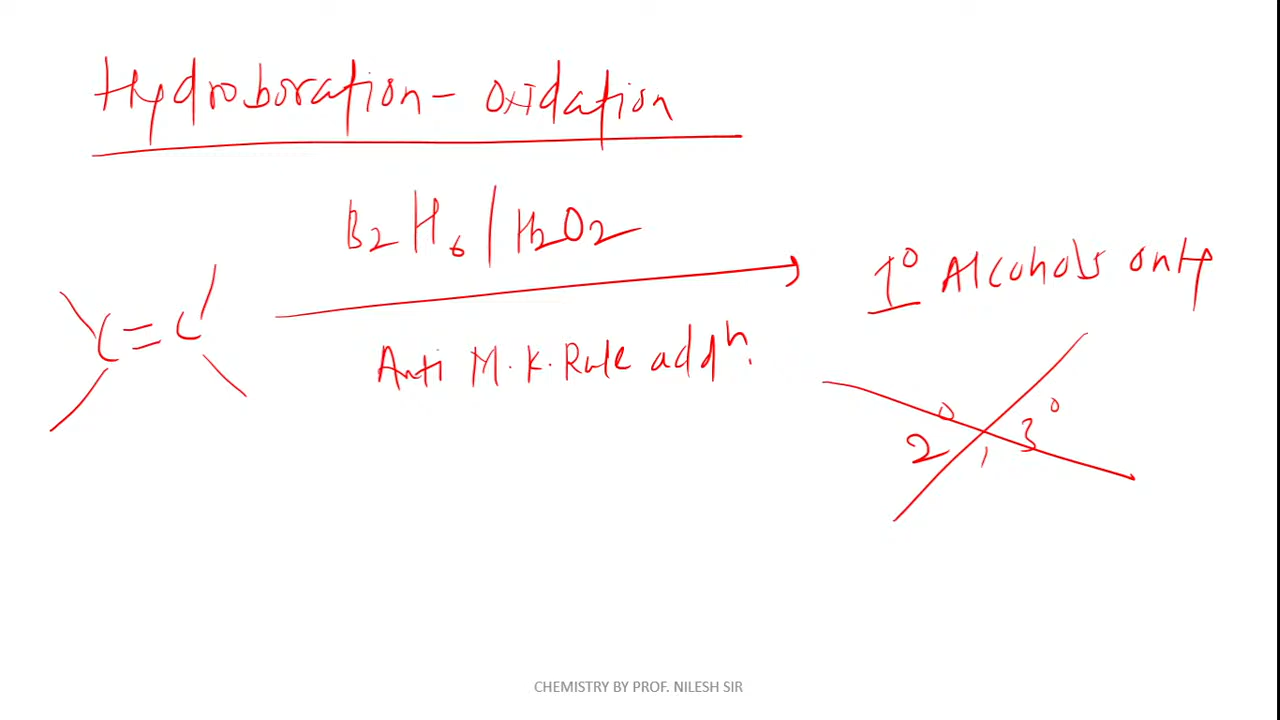 Hydroboration - oxidation
B2H6 / H2O2
1° Alcohols only
C = C
Anti M.K. Rule addn.
2°, 3°
CHEMISTRY BY PROF. NILESH SIR